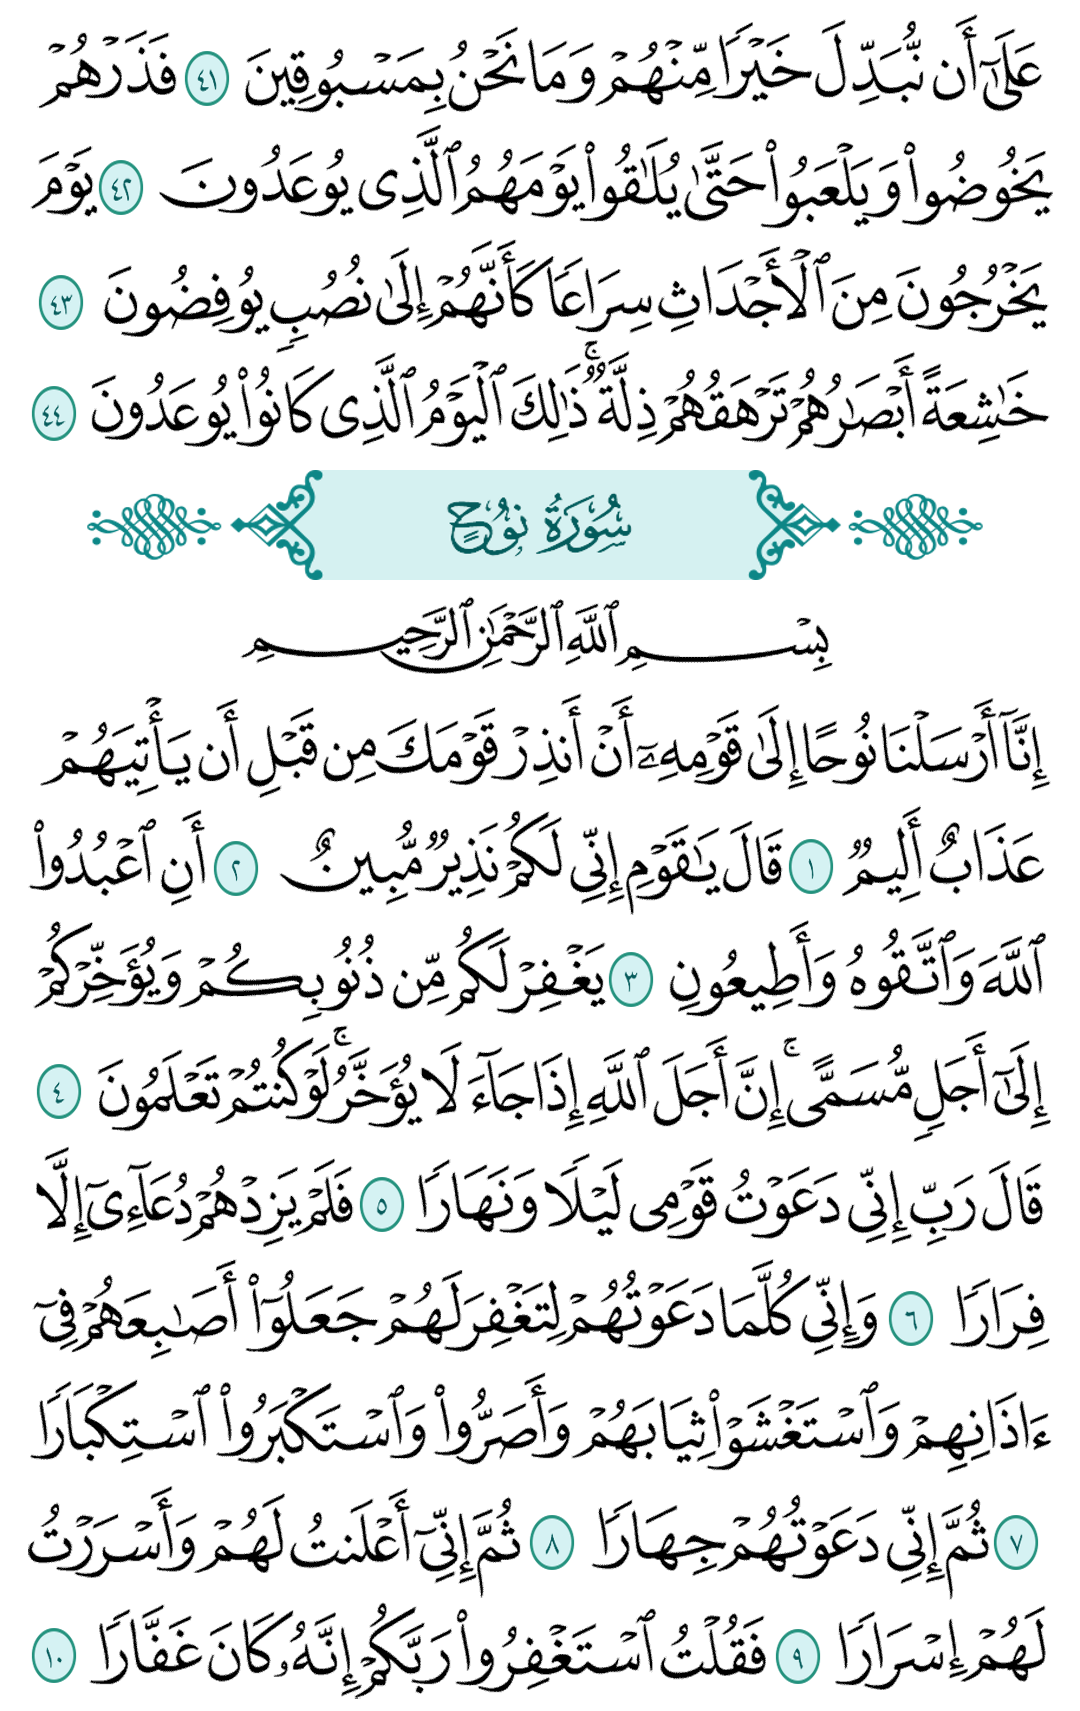 عَلَىٰٓ أَن نُّبَدِّلَ خَيْرًا مِّنْهُمْ وَمَا نَحْنُ بِمَسْبُوقِينَ ٤١ فَذَرْهُمْ
يَخُوضُوا۟ وَيَلْعَبُوا۟ حَتَّىٰ يُلَـٰقُوا۟ يَوْمَهُمُ ٱلَّذِى يُوعَدُونَ ٤٢ يَوْمَ
يَخْرُجُونَ مِنَ ٱلْأَجْدَاثِ سِرَاعًا كَأَنَّهُمْ إِلَىٰ نُصُبٍ يُوفِضُونَ ٤٣
خَـٰشِعَةً أَبْصَـٰرُهُمْ تَرْهَقُهُمْ ذِلَّةٌ ۚ ذَٰلِكَ ٱلْيَوْمُ ٱلَّذِى كَانُوا۟ يُوعَدُونَ ٤٤
سُورَةُ نُوحٍ
بِسْمِ ٱللَّهِ ٱلرَّحْمَـٰنِ ٱلرَّحِيمِ
إِنَّآ أَرْسَلْنَا نُوحًا إِلَىٰ قَوْمِهِۦٓ أَنْ أَنذِرْ قَوْمَكَ مِن قَبْلِ أَن يَأْتِيَهُمْ
عَذَابٌ أَلِيمٌ ١ قَالَ يَـٰقَوْمِ إِنِّى لَكُمْ نَذِيرٌ مُّبِينٌ ٢ أَنِ ٱعْبُدُوا۟
ٱللَّهَ وَٱتَّقُوهُ وَأَطِيعُونِ ٣ يَغْفِرْ لَكُم مِّن ذُنُوبِكُمْ وَيُؤَخِّرْكُمْ
إِلَىٰٓ أَجَلٍ مُّسَمًّى ۚ إِنَّ أَجَلَ ٱللَّهِ إِذَا جَآءَ لَا يُؤَخَّرُ ۚ لَوْ كُنتُمْ تَعْلَمُونَ ٤
قَالَ رَبِّ إِنِّى دَعَوْتُ قَوْمِى لَيْلًا وَنَهَارًا ٥ فَلَمْ يَزِدْهُمْ دُعَآءِىٓ إِلَّا
فِرَارًا ٦ وَإِنِّى كُلَّمَا دَعَوْتُهُمْ لِتَغْفِرَ لَهُمْ جَعَلُوٓا۟ أَصَـٰبِعَهُمْ فِىٓ
ءَاذَانِهِمْ وَٱسْتَغْشَوْا۟ ثِيَابَهُمْ وَأَصَرُّوا۟ وَٱسْتَكْبَرُوا۟ ٱسْتِكْبَارًا
٧ ثُمَّ إِنِّى دَعَوْتُهُمْ جِهَارًا ٨ ثُمَّ إِنِّىٓ أَعْلَنتُ لَهُمْ وَأَسْرَرْتُ
لَهُمْ إِسْرَارًا ٩ فَقُلْتُ ٱسْتَغْفِرُوا۟ رَبَّكُمْ إِنَّهُۥ كَانَ غَفَّارًا ١٠